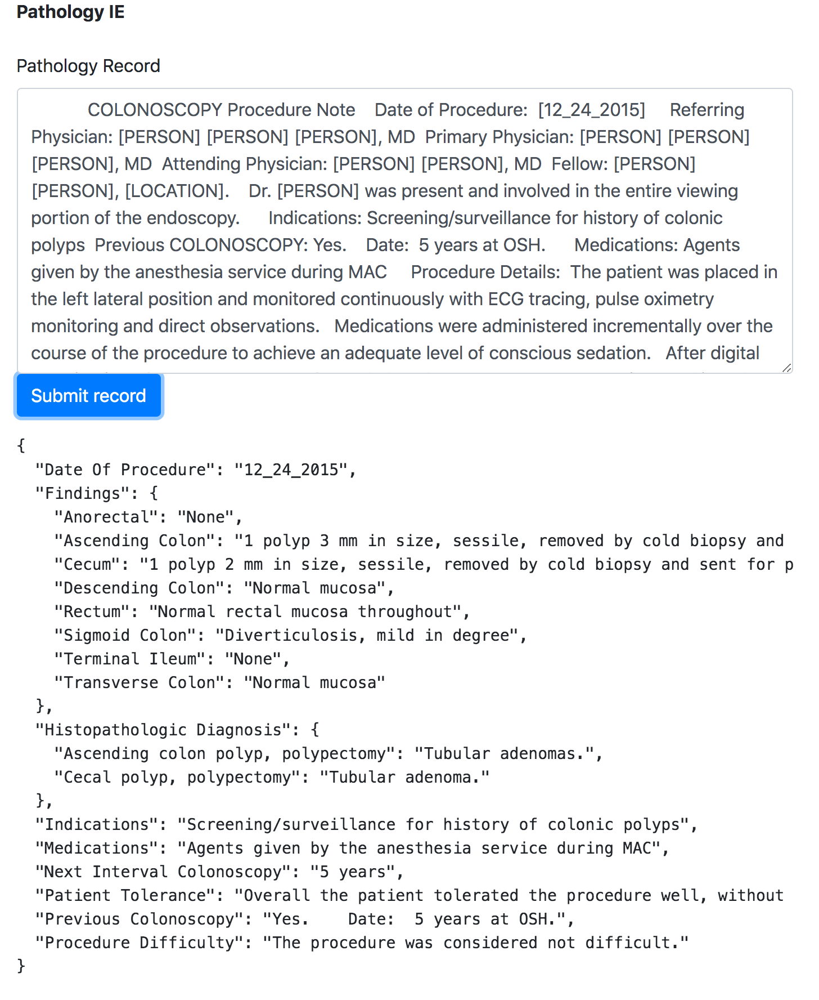 Pathology IE
Pathology Record
COLONOSCOPY Procedure Note    Date of Procedure:  [12_24_2015]     Referring
Physician: [PERSON] [PERSON] [PERSON], MD  Primary Physician: [PERSON] [PERSON]
[PERSON], MD  Attending Physician: [PERSON] [PERSON], MD  Fellow: [PERSON]
[PERSON], [LOCATION].    Dr. [PERSON] was present and involved in the entire viewing
portion of the endoscopy.      Indications: Screening/surveillance for history of colonic
polyps  Previous COLONOSCOPY: Yes.    Date:  5 years at OSH.      Medications: Agents
given by the anesthesia service during MAC     Procedure Details:  The patient was placed in
the left lateral position and monitored continuously with ECG tracing, pulse oximetry
monitoring and direct observations.   Medications were administered incrementally over the
course of the procedure to achieve an adequate level of conscious sedation.   After digital
Submit record
{
  "Date Of Procedure": "12_24_2015",
  "Findings": {
    "Anorectal": "None",
    "Ascending Colon": "1 polyp 3 mm in size, sessile, removed by cold biopsy and
    "Cecum": "1 polyp 2 mm in size, sessile, removed by cold biopsy and sent for p
    "Descending Colon": "Normal mucosa",
    "Rectum": "Normal rectal mucosa throughout",
    "Sigmoid Colon": "Diverticulosis, mild in degree",
    "Terminal Ileum": "None",
    "Transverse Colon": "Normal mucosa"
  },
  "Histopathologic Diagnosis": {
    "Ascending colon polyp, polypectomy": "Tubular adenomas.",
    "Cecal polyp, polypectomy": "Tubular adenoma."
  },
  "Indications": "Screening/surveillance for history of colonic polyps",
  "Medications": "Agents given by the anesthesia service during MAC",
  "Next Interval Colonoscopy": "5 years",
  "Patient Tolerance": "Overall the patient tolerated the procedure well, without
  "Previous Colonoscopy": "Yes.    Date:  5 years at OSH.",
  "Procedure Difficulty": "The procedure was considered not difficult."
}